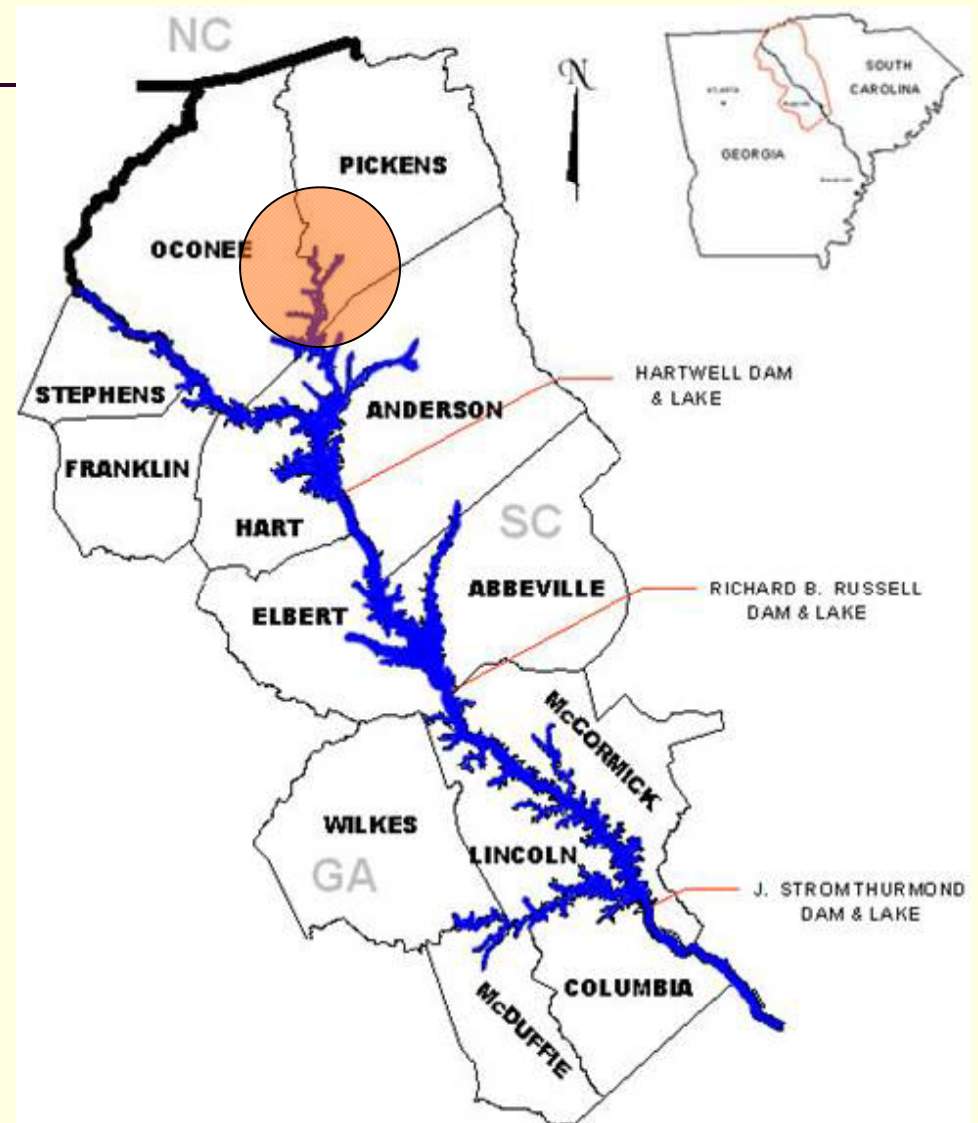 NC
N
SOUTH
CAROLINA
GEORGIA
PICKENS
OCONEE
HARTWELL DAM
& LAKE
STEPHENS
ANDERSON
FRANKLIN
HART
SC
ABBEVILLE
RICHARD B. RUSSELL
DAM & LAKE
ELBERT
McCORMICK
WILKES
LINCOLN
GA
J. STROMTHURMOND
DAM & LAKE
COLUMBIA
McDUFFIE